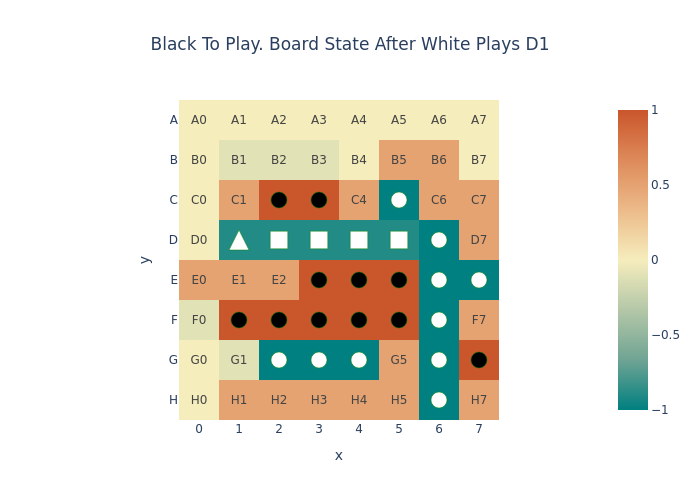 Black To Play. Board State After White Plays D1
A A0 A1 A2 A3 A4 A5 A6 A7
B B0 B1 B2 B3 B4 B5 B6 B7
C C0 C1 C4 C6 C7
D D0 D7
E E0 E1 E2
F F0 F7
G G0 G1 G5
H H0 H1 H2 H3 H4 H5 H7
0 1 2 3 4 5 6 7
x
y
1
0.5
0
−0.5
−1